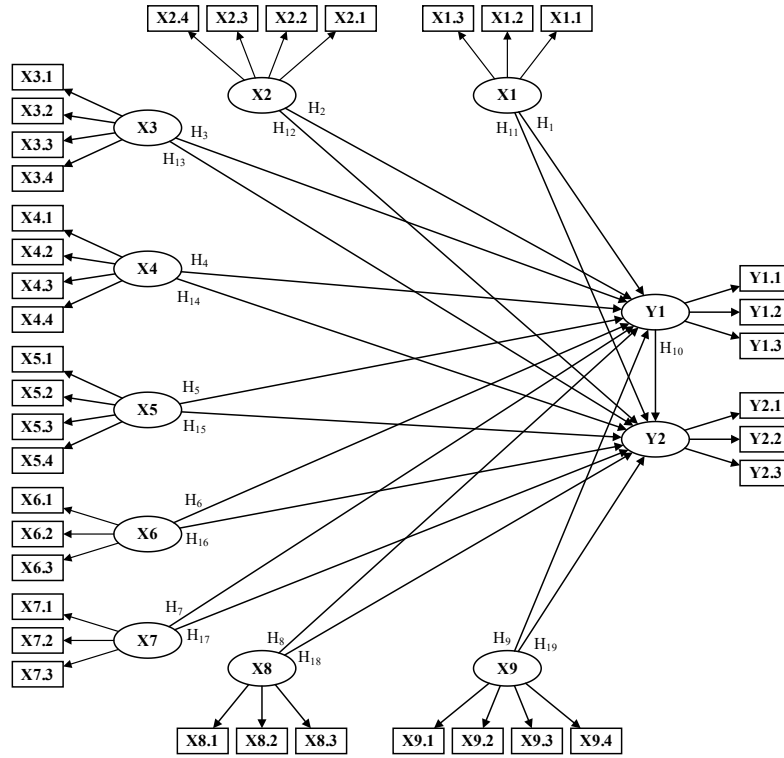 X2.4 X2.3 X2.2 X2.1 X1.3 X1.2 X1.1
X2 X1
X3.1
X3.2
X3.3
X3.4
X3
H2
H12
H1
H11
H3
H13
X4.1
X4.2
X4.3
X4.4
X4
H4
H14
Y1
Y1.1
Y1.2
Y1.3
H10
X5.1
X5.2
X5.3
X5.4
X5
H5
H15
Y2
Y2.1
Y2.2
Y2.3
X6.1
X6.2
X6.3
X6
H6
H16
X7.1
X7.2
X7.3
X7
H7
H17
H8
H18
H9
H19
X8 X9
X8.1 X8.2 X8.3 X9.1 X9.2 X9.3 X9.4